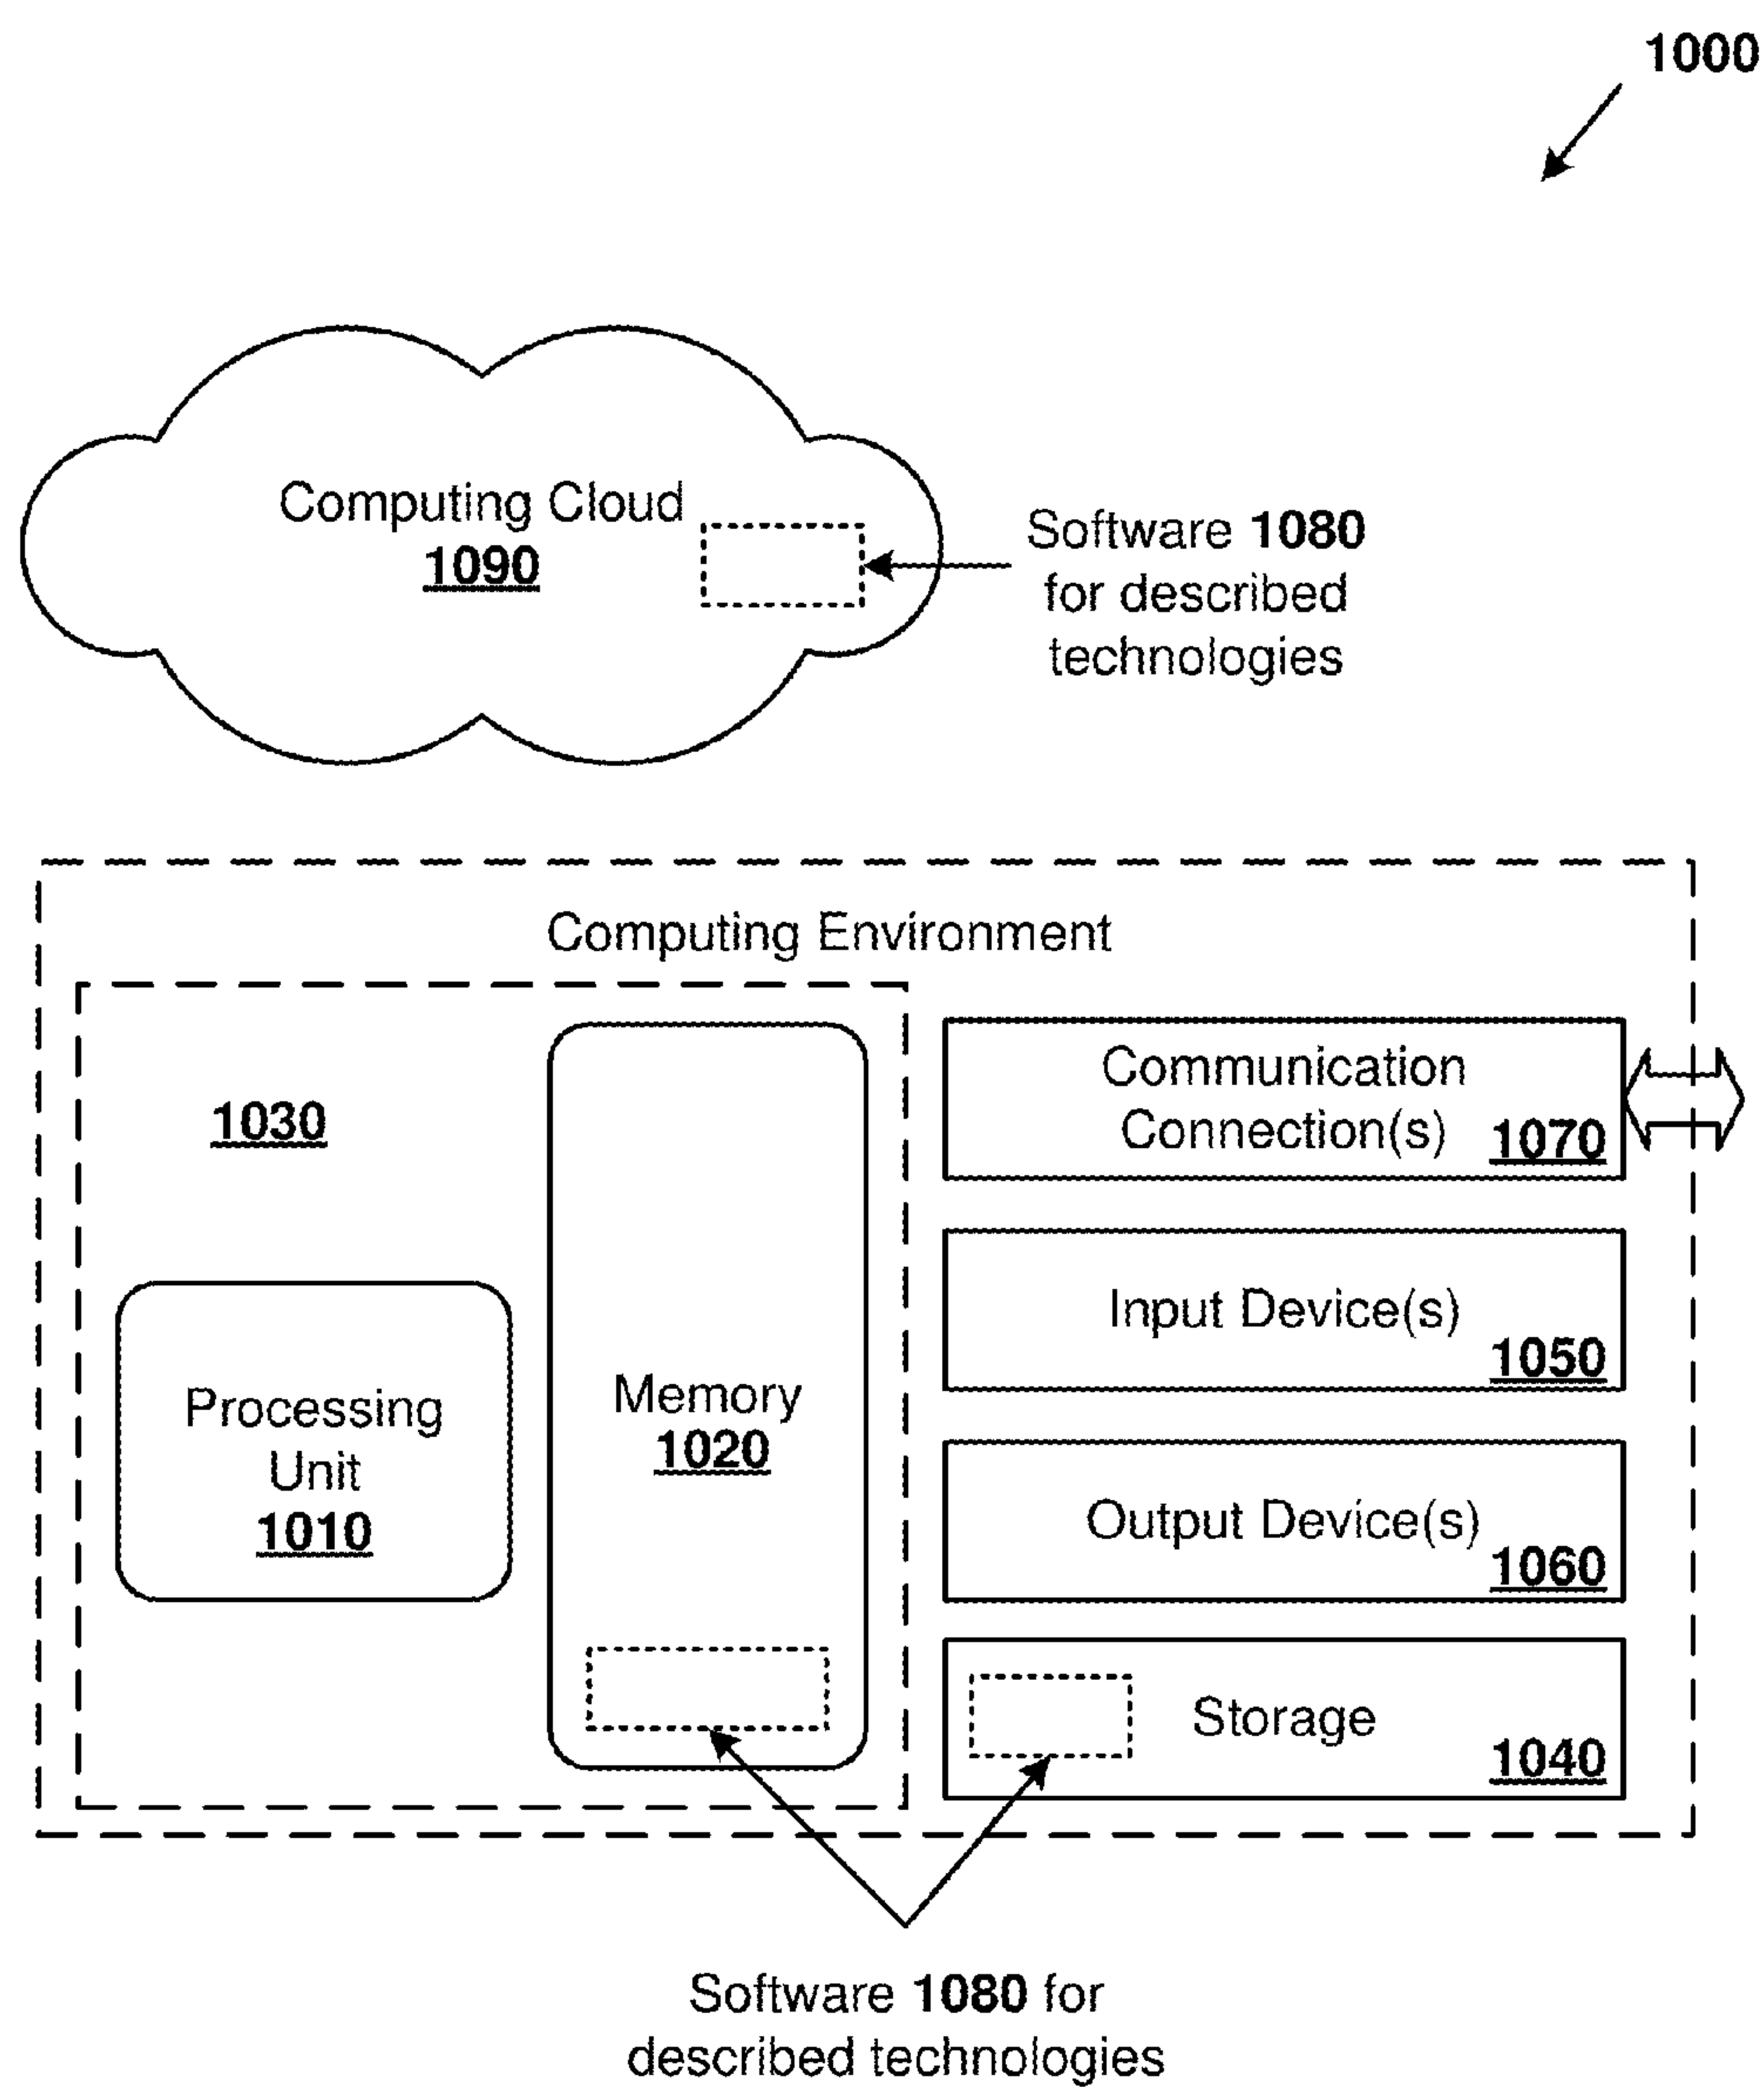 1000
Computing Cloud
1090
Software 1080
for described
technologies
Computing Environment
1030
Processing
Unit
1010
Memory
1020
Communication
Connection(s)
1070
Input Device(s)
1050
Output Device(s)
1060
Storage
1040
Software 1080 for
described technologies